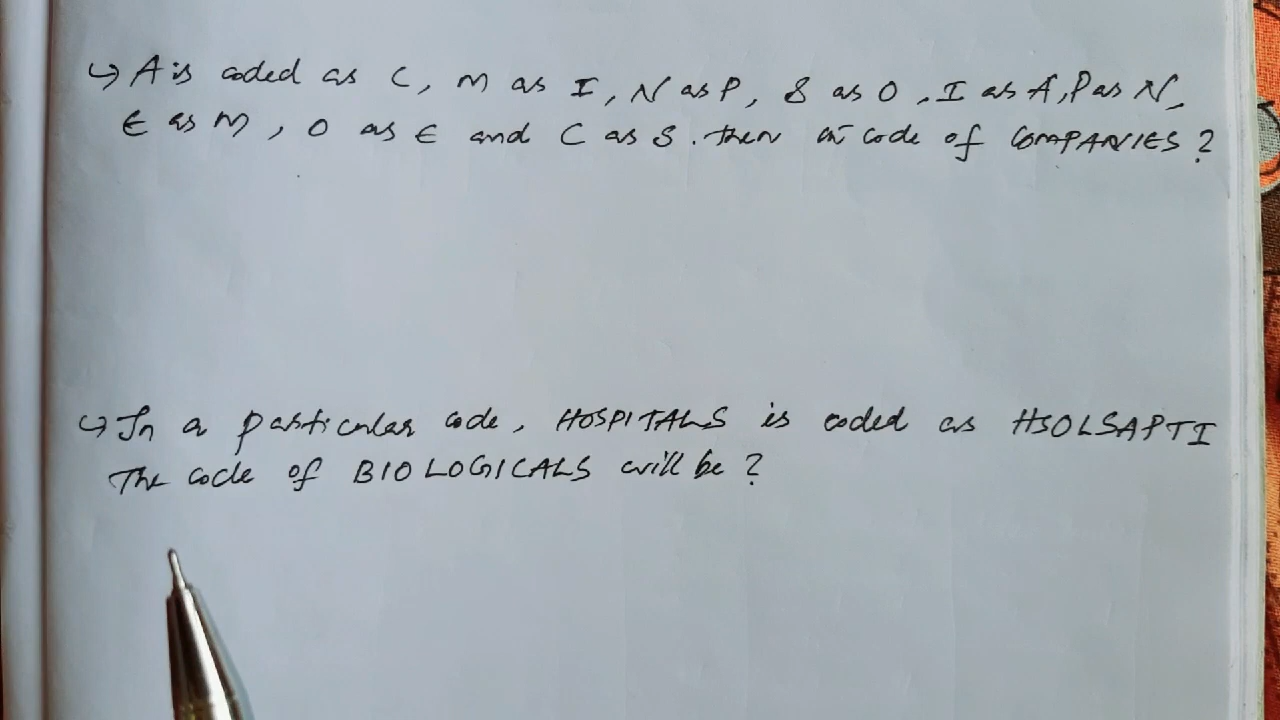 ↪ A is coded as C, M as I, N as P, S as O, I as A, P as N,
E as M, O as E and C as S. then code of COMPANIES?
↪ In a particular code, HOSPITALS is coded as HSOLSAPTI
The code of BIOLOGICALS will be?